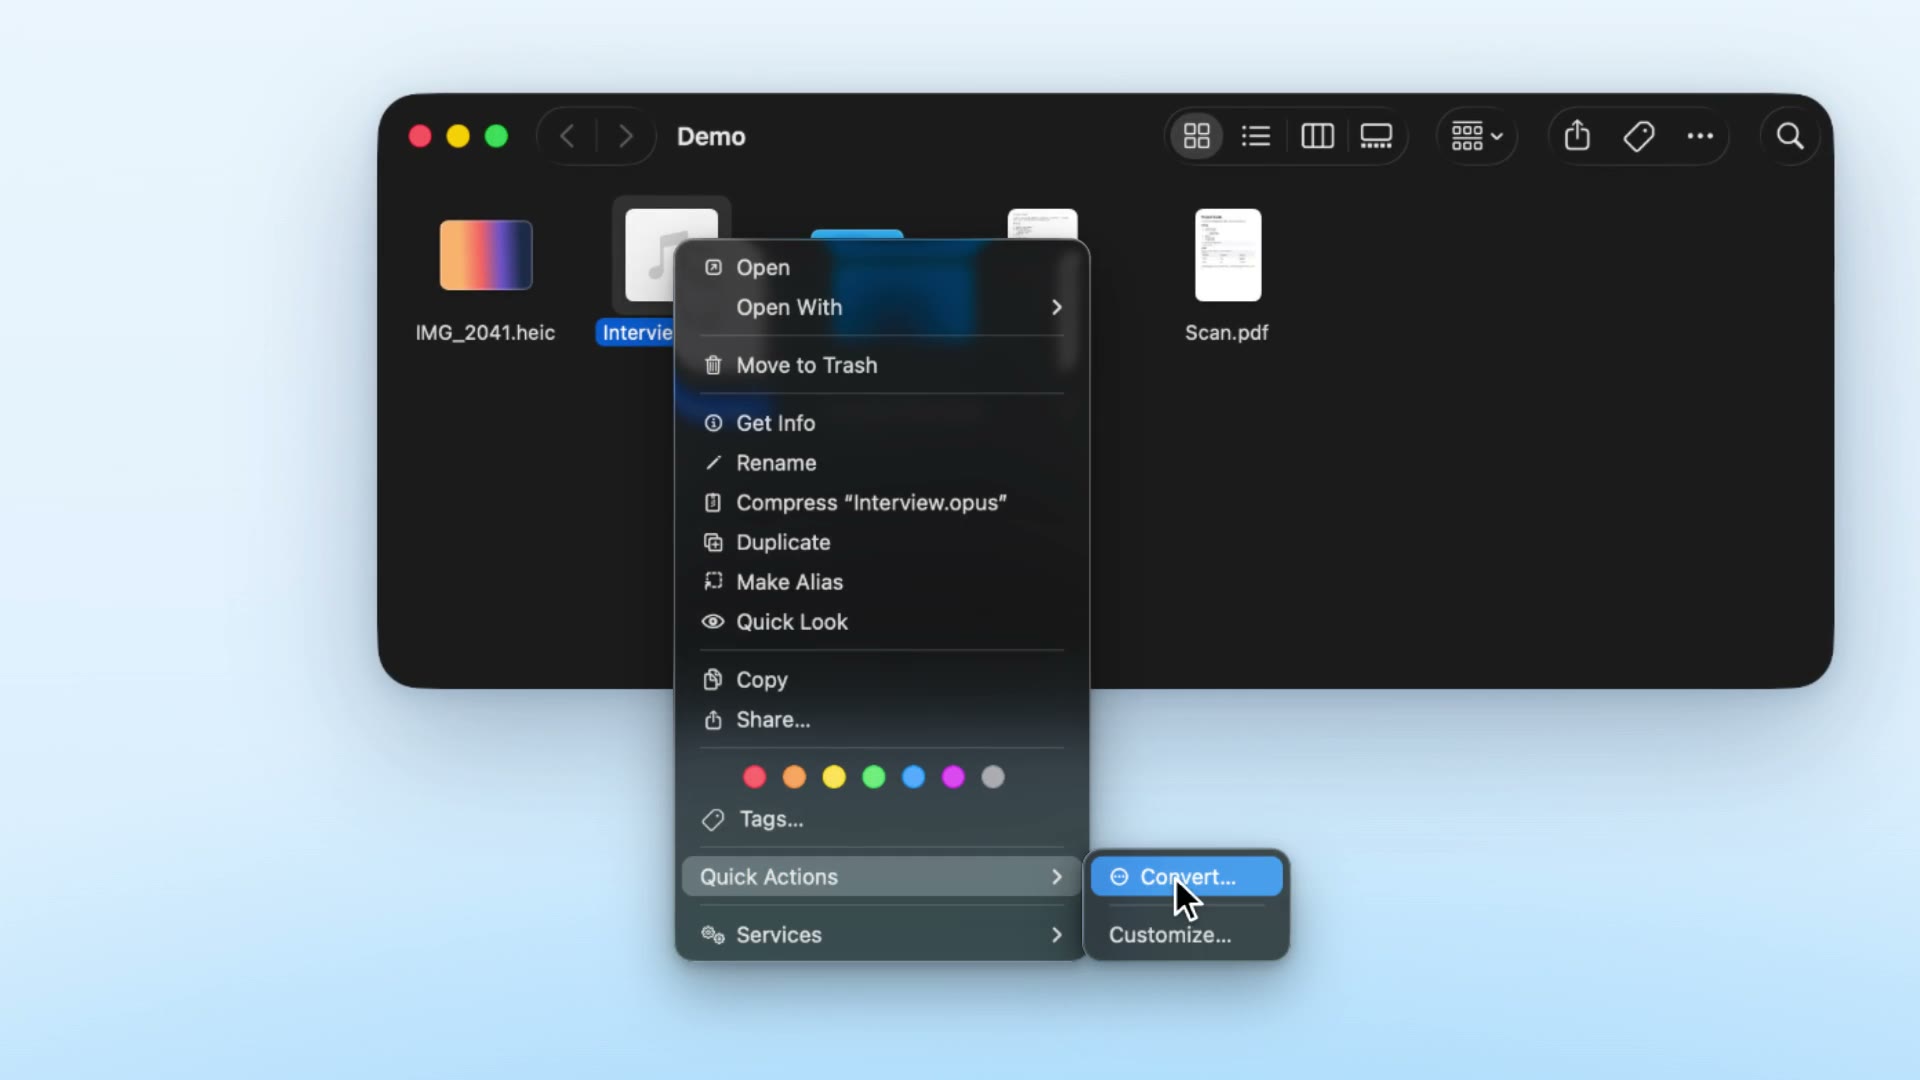 Demo
IMG_2041.heic
Scan.pdf
Open
Open With
Move to Trash
Get Info
Rename
Compress “Interview.opus”
Duplicate
Make Alias
Quick Look
Copy
Share...
Tags...
Quick Actions
Convert...
Services
Customize...